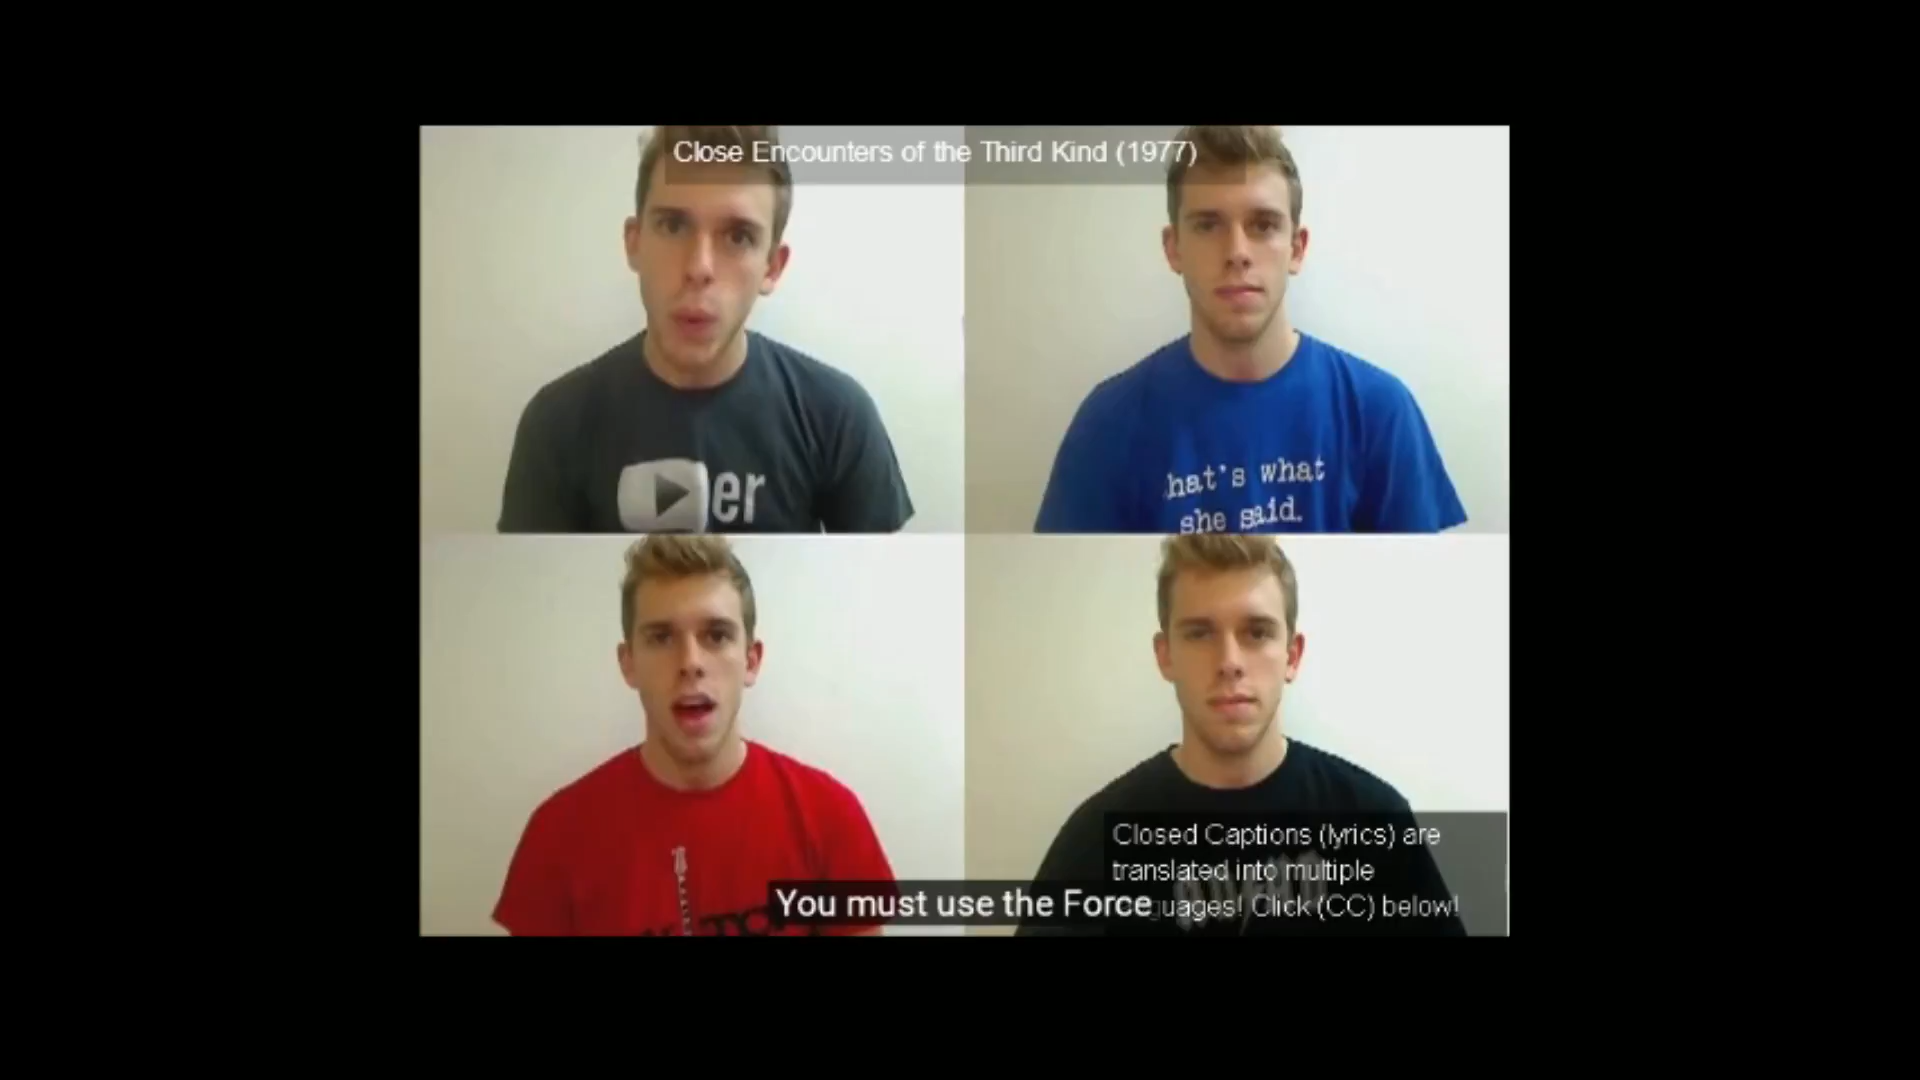 Close Encounters of the Third Kind (1977)
er
hat's what
she said.
Closed Captions (lyrics) are
translated into multiple
guages! Click (CC) below!
You must use the Force